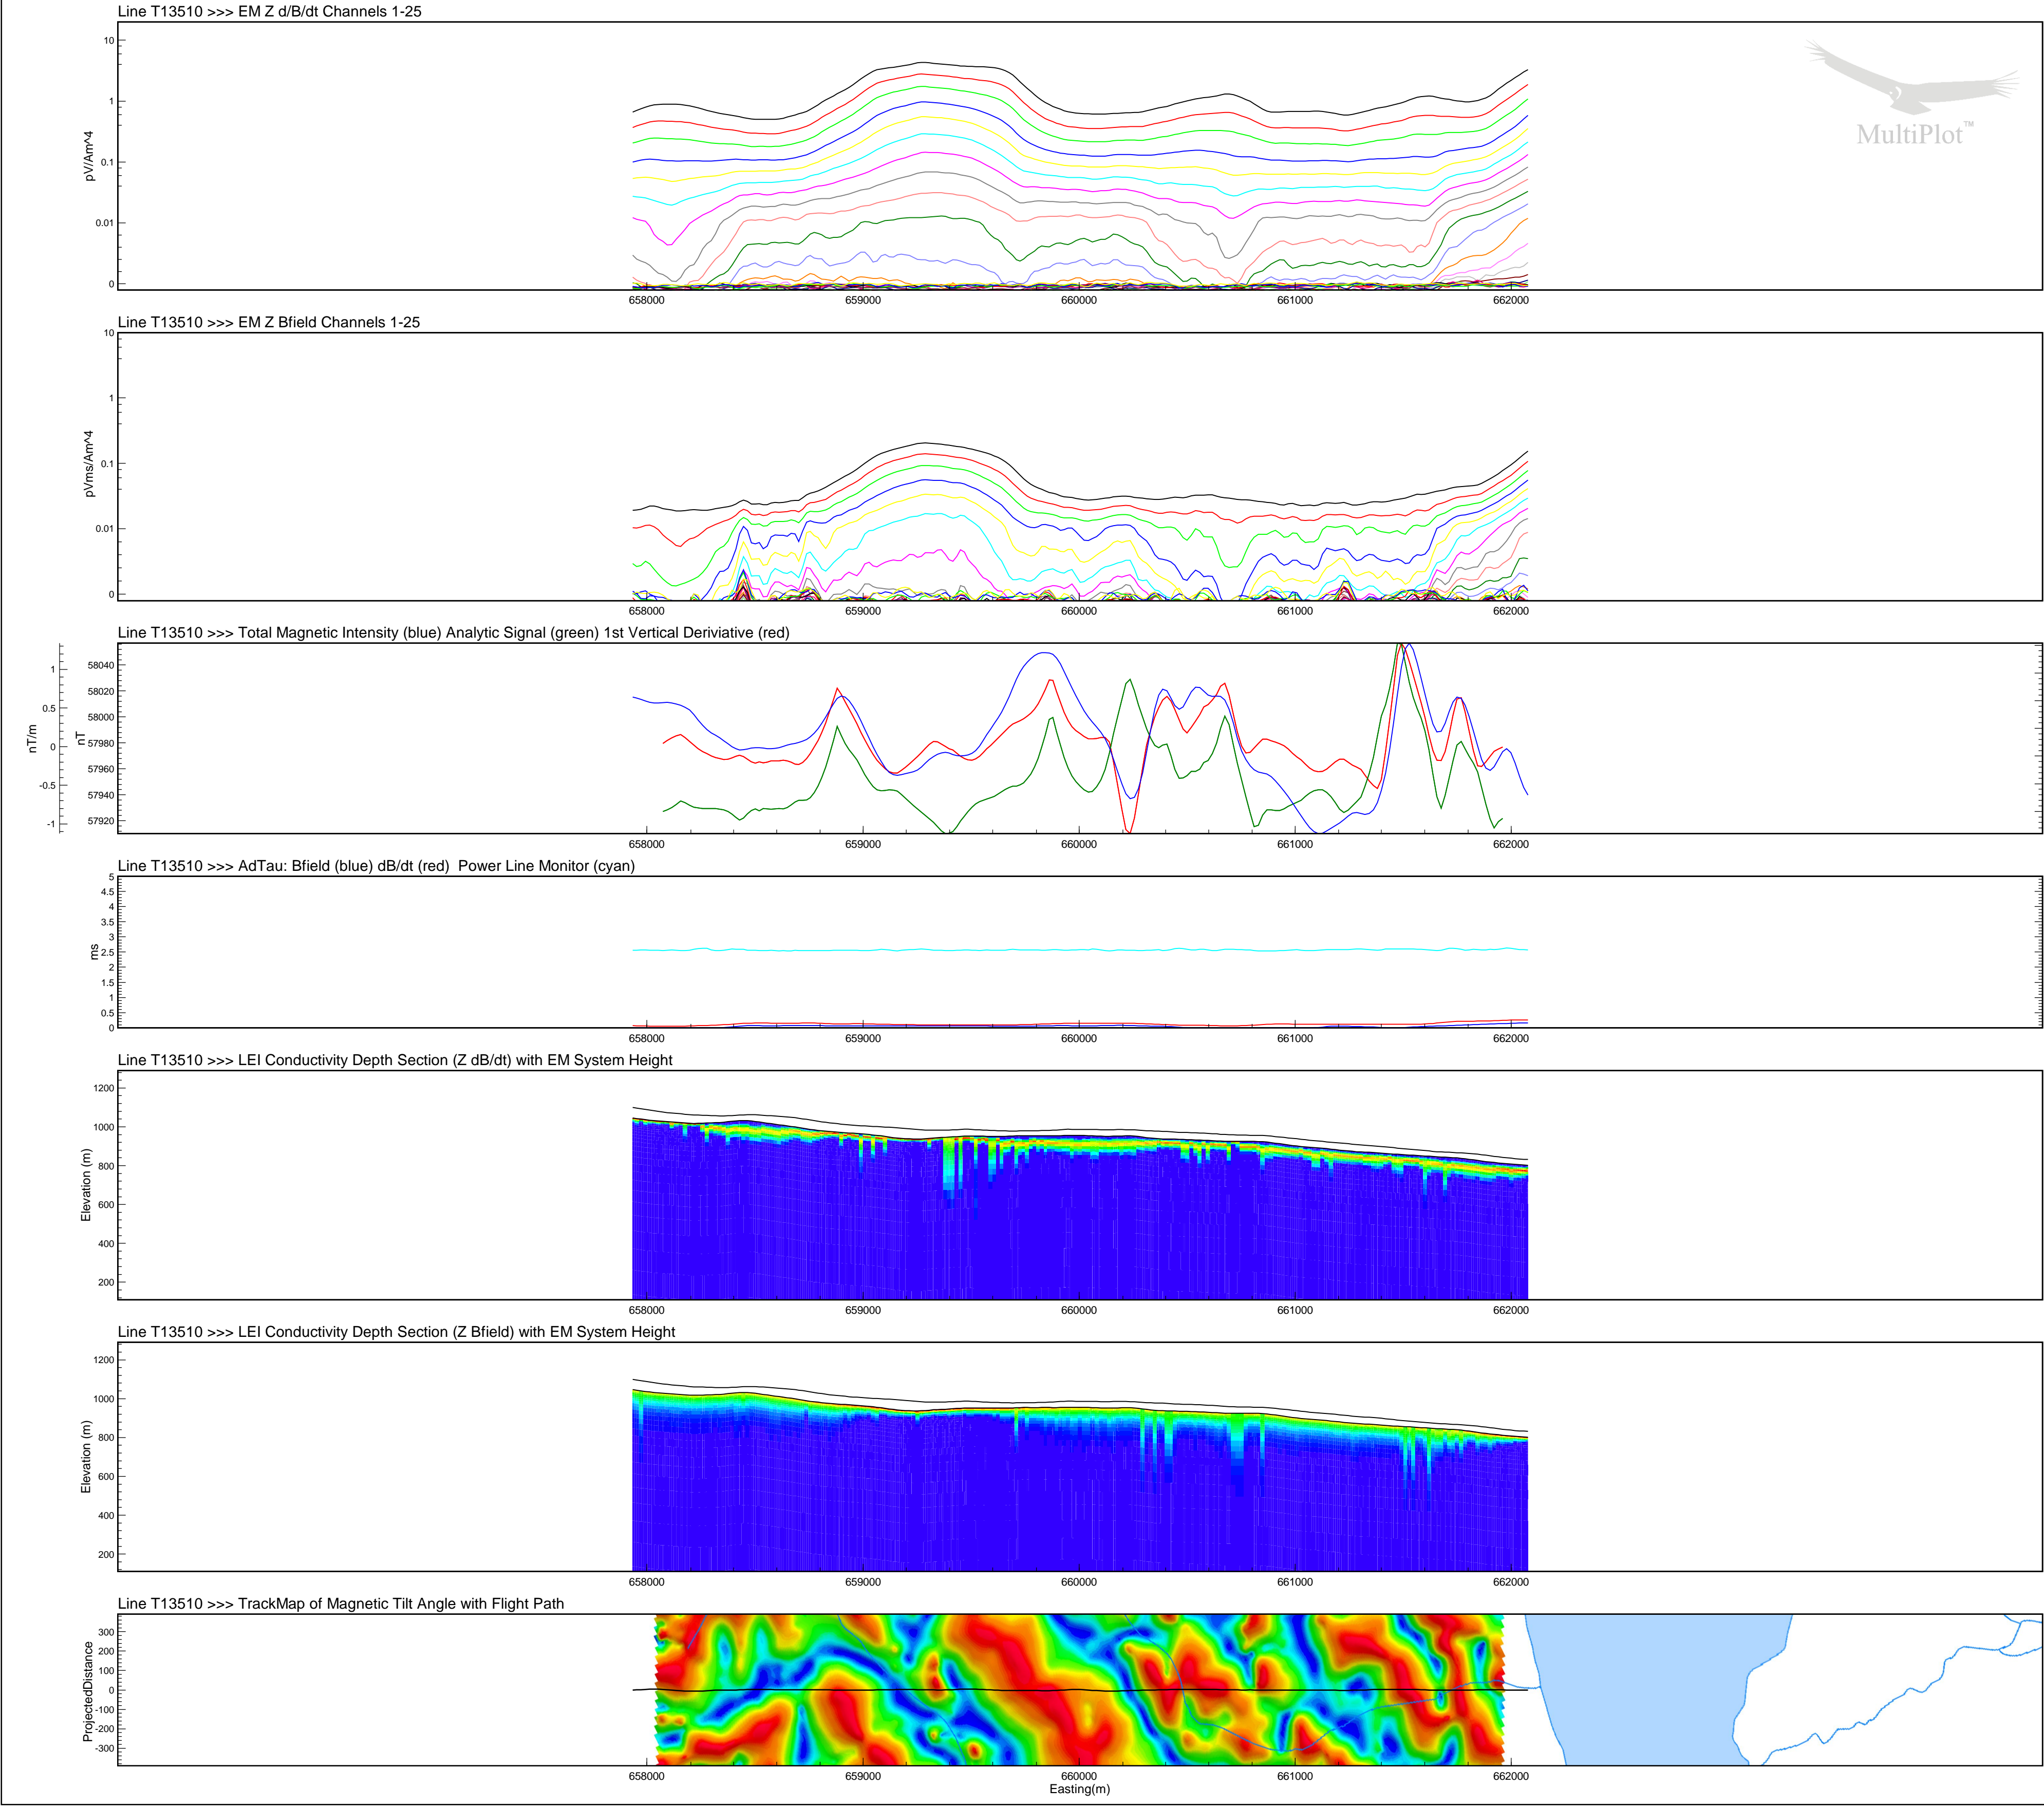 Line T13510 >>> EM Z d/B/dt Channels 1-25
10
1
0.1
0.01
0
pV/Am^4
MultiPlot™
658000 659000 660000 661000 662000
Line T13510 >>> EM Z Bfield Channels 1-25
10
1
0.1
0.01
0
pVms/Am^4
658000 659000 660000 661000 662000
Line T13510 >>> Total Magnetic Intensity (blue) Analytic Signal (green) 1st Vertical Deriviative (red)
1
0.5
0
-0.5
-1
nT/m
58040
58020
58000
57980
57960
57940
57920
nT
658000 659000 660000 661000 662000
Line T13510 >>> AdTau: Bfield (blue) dB/dt (red) Power Line Monitor (cyan)
5
4.5
4
3.5
3
2.5
2
1.5
1
0.5
0
ms
658000 659000 660000 661000 662000
Line T13510 >>> LEI Conductivity Depth Section (Z dB/dt) with EM System Height
1200
1000
800
600
400
200
Elevation (m)
658000 659000 660000 661000 662000
Line T13510 >>> LEI Conductivity Depth Section (Z Bfield) with EM System Height
1200
1000
800
600
400
200
Elevation (m)
658000 659000 660000 661000 662000
Line T13510 >>> TrackMap of Magnetic Tilt Angle with Flight Path
300
200
100
0
-100
-200
-300
ProjectedDistance
658000 659000 660000 661000 662000
Easting(m)